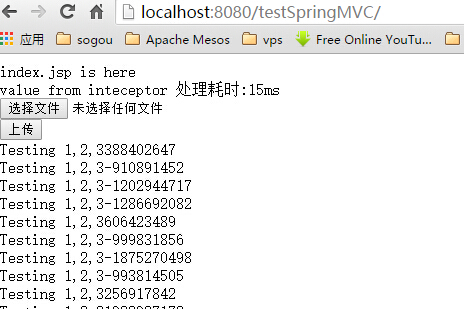 localhost:8080/testSpringMVC/
应用 sogou Apache Mesos vps Free Online YouTu...
index.jsp is here
value from inteceptor 处理耗时:15ms
选择文件 未选择任何文件
上传
Testing 1,2,3388402647
Testing 1,2,3-910891452
Testing 1,2,3-1202944717
Testing 1,2,3-1286692082
Testing 1,2,3606423489
Testing 1,2,3-999831856
Testing 1,2,3-1875270498
Testing 1,2,3-993814505
Testing 1,2,3256917842